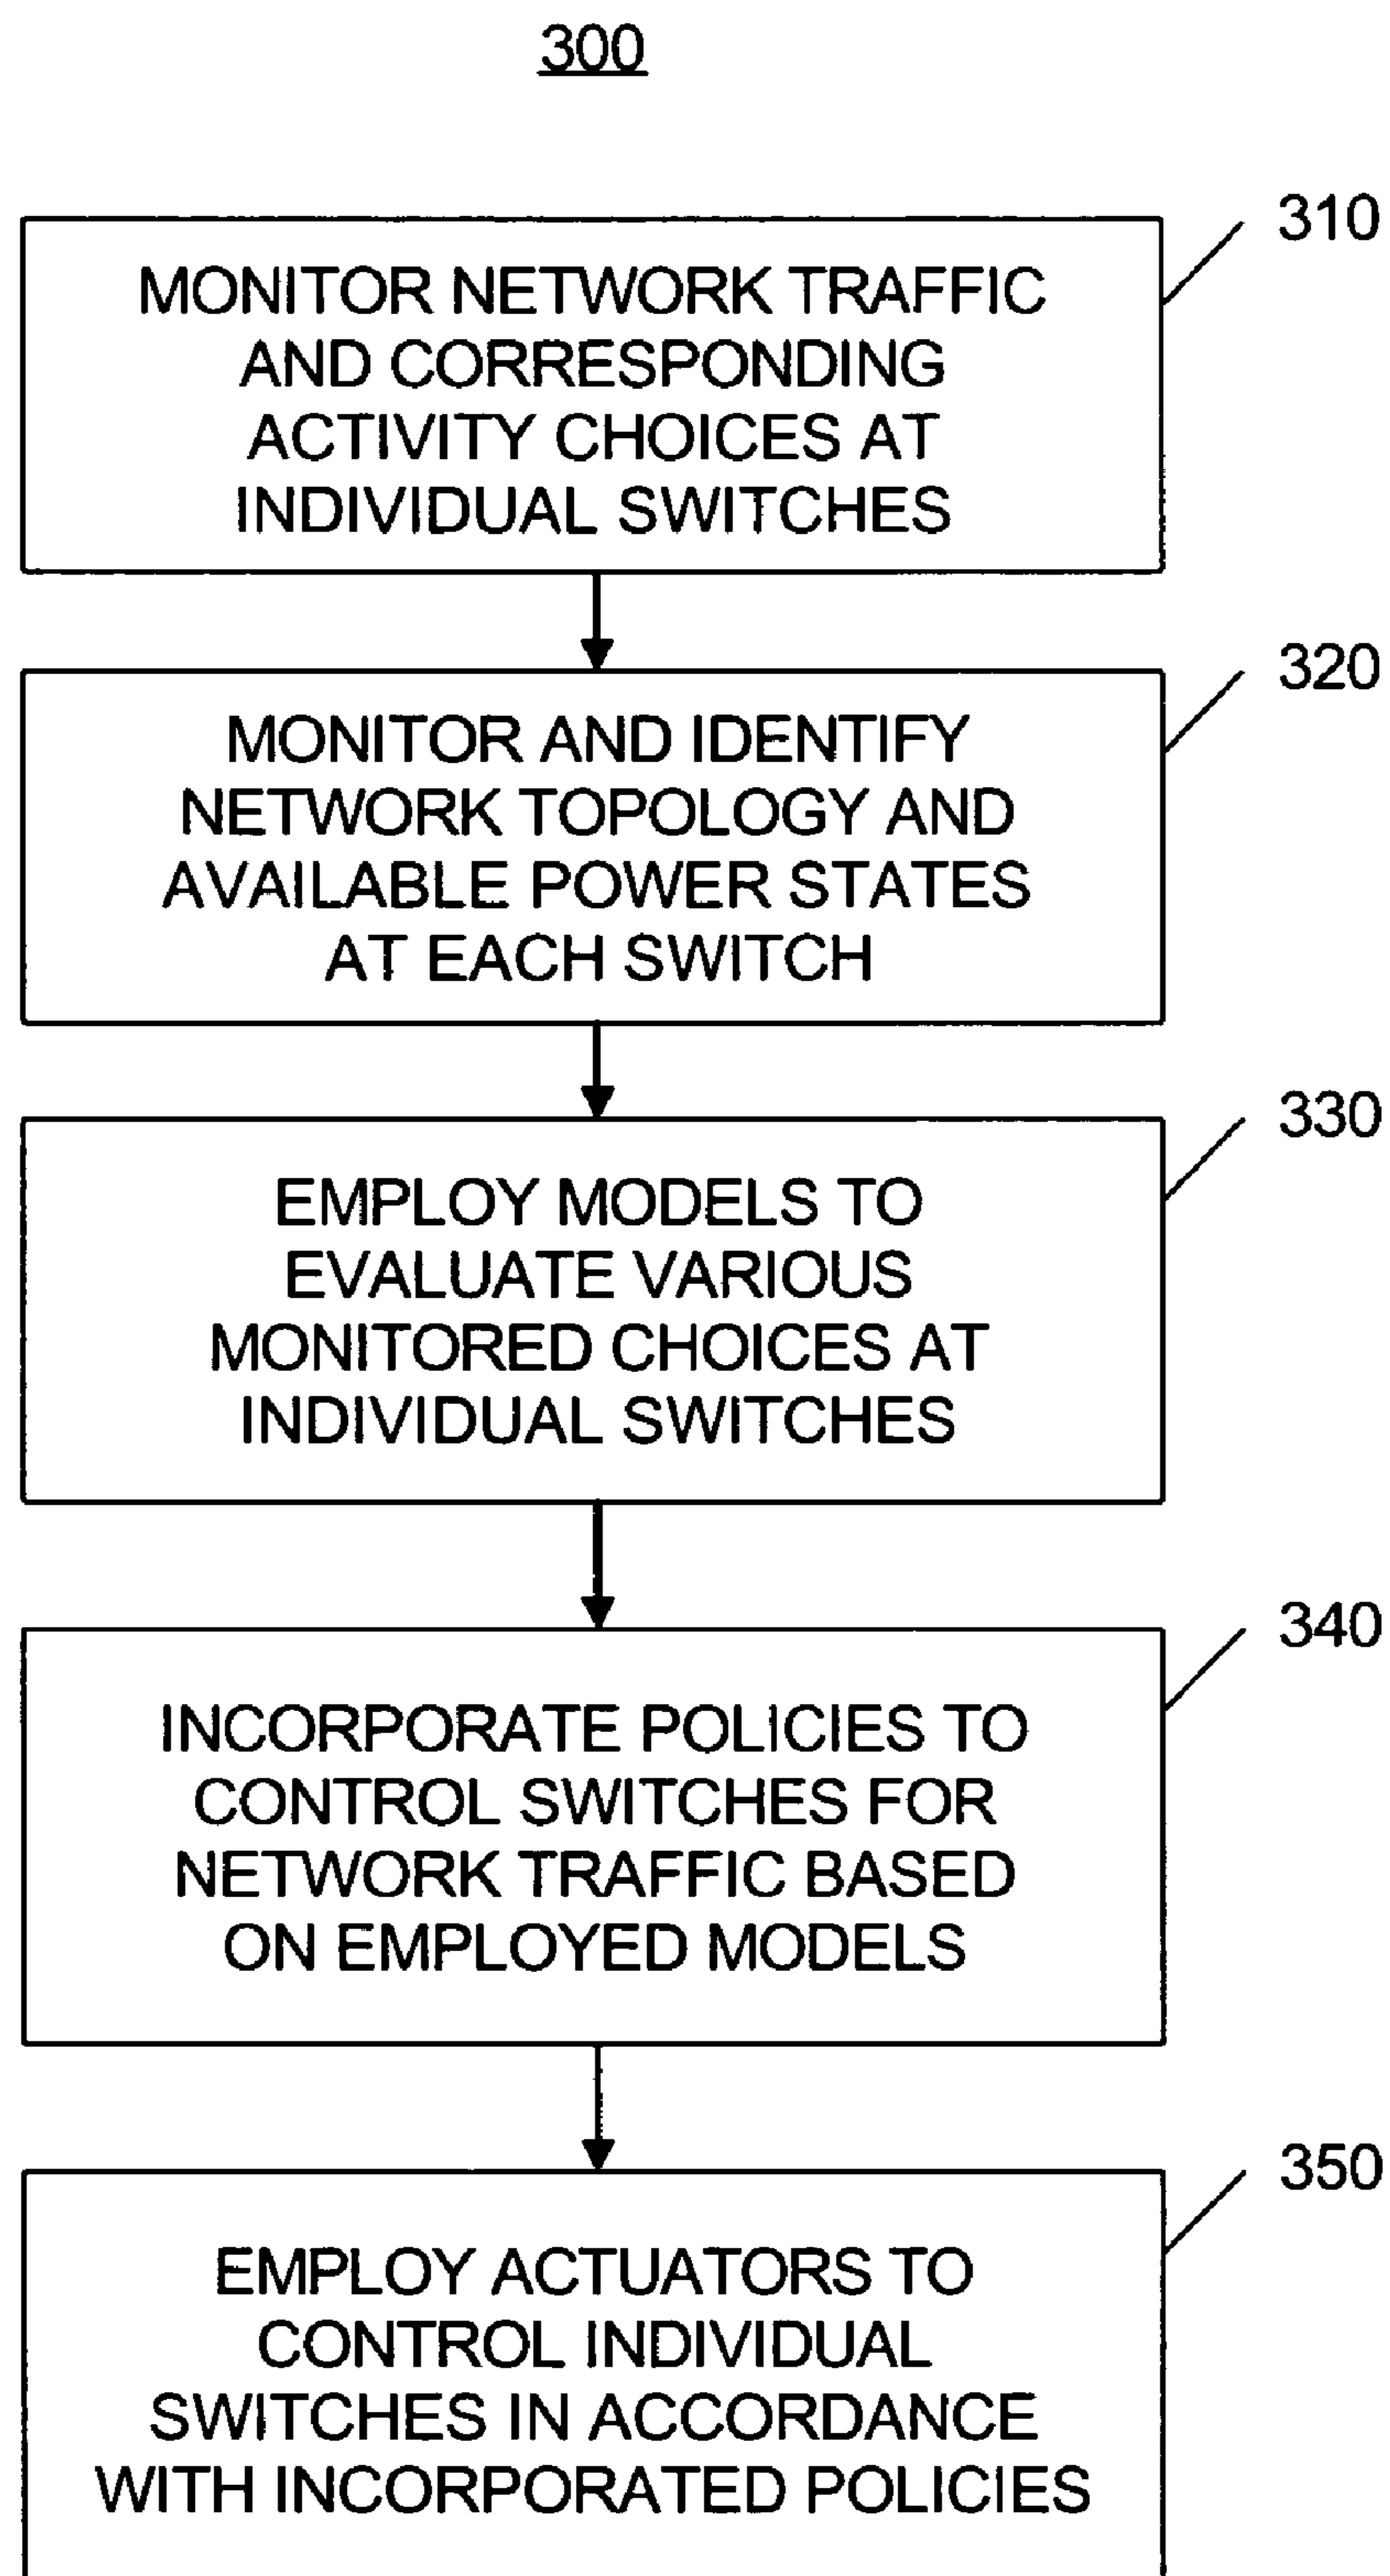 300
310
MONITOR NETWORK TRAFFIC
AND CORRESPONDING
ACTIVITY CHOICES AT
INDIVIDUAL SWITCHES
320
MONITOR AND IDENTIFY
NETWORK TOPOLOGY AND
AVAILABLE POWER STATES
AT EACH SWITCH
330
EMPLOY MODELS TO
EVALUATE VARIOUS
MONITORED CHOICES AT
INDIVIDUAL SWITCHES
340
INCORPORATE POLICIES TO
CONTROL SWITCHES FOR
NETWORK TRAFFIC BASED
ON EMPLOYED MODELS
350
EMPLOY ACTUATORS TO
CONTROL INDIVIDUAL
SWITCHES IN ACCORDANCE
WITH INCORPORATED POLICIES